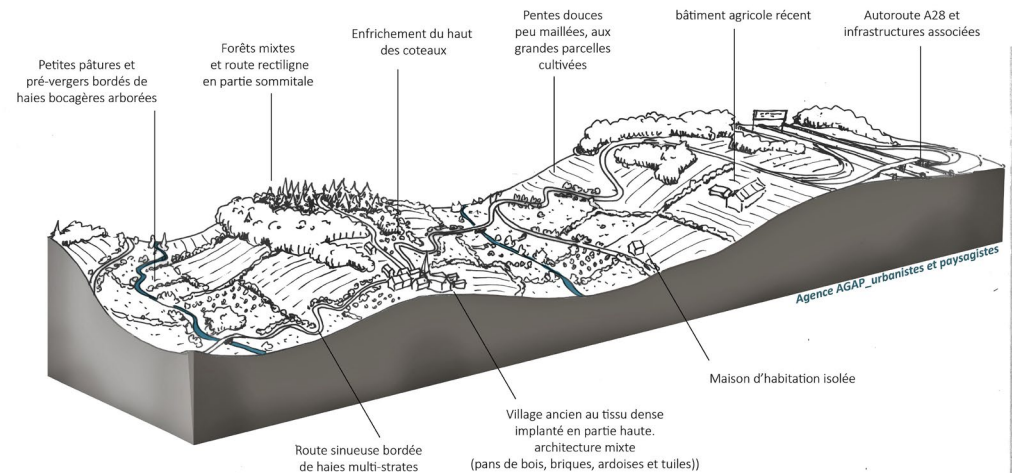 Petites pâtures et
pré-vergers bordés de
haies bocagères arborées
Forêts mixtes
et route rectiligne
en partie sommitale
Enfrichement du haut
des coteaux
Pentes douces
peu maillées, aux
grandes parcelles
cultivées
bâtiment agricole récent
Autoroute A28 et
infrastructures associées
Agence AGAP_urbanistes et paysagistes
Maison d’habitation isolée
Village ancien au tissu dense
implanté en partie haute.
architecture mixte
(pans de bois, briques, ardoises et tuiles))
Route sinueuse bordée
de haies multi-strates